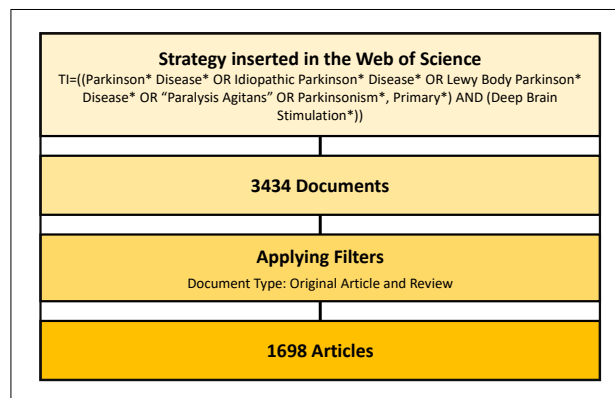 Strategy inserted in the Web of Science
TI=((Parkinson* Disease* OR Idiopathic Parkinson* Disease* OR Lewy Body Parkinson*
Disease* OR “Paralysis Agitans” OR Parkinsonism*, Primary*) AND (Deep Brain
Stimulation*))
3434 Documents
Applying Filters
Document Type: Original Article and Review
1698 Articles